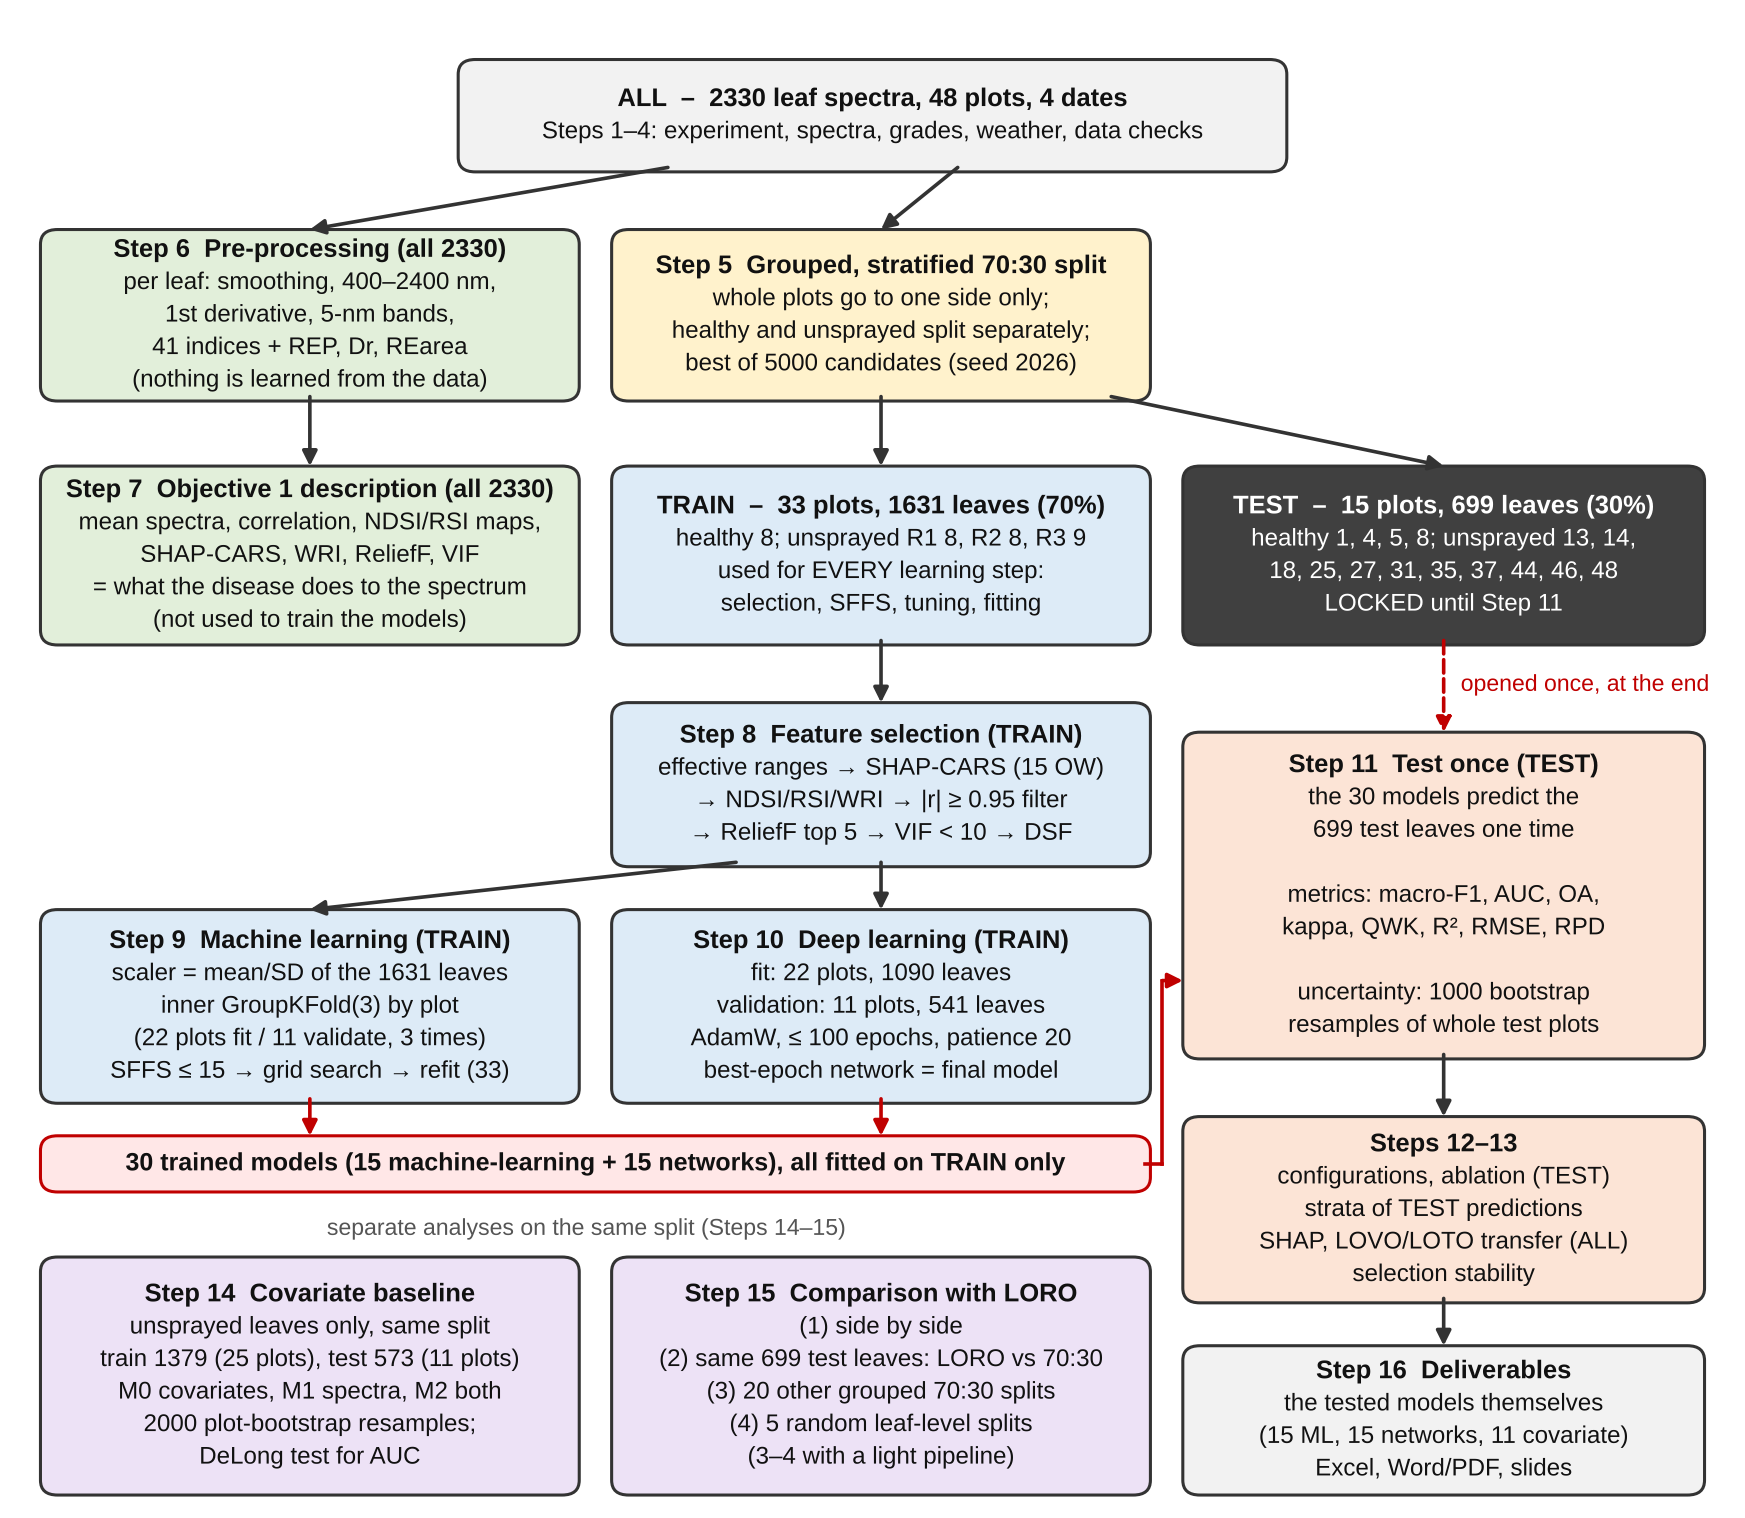 ALL – 2330 leaf spectra, 48 plots, 4 dates
Steps 1–4: experiment, spectra, grades, weather, data checks
Step 6 Pre-processing (all 2330)
per leaf: smoothing, 400–2400 nm,
1st derivative, 5-nm bands,
41 indices + REP, Dr, REarea
(nothing is learned from the data)
Step 5 Grouped, stratified 70:30 split
whole plots go to one side only;
healthy and unsprayed split separately;
best of 5000 candidates (seed 2026)
Step 7 Objective 1 description (all 2330)
mean spectra, correlation, NDSI/RSI maps,
SHAP-CARS, WRI, ReliefF, VIF
= what the disease does to the spectrum
(not used to train the models)
TRAIN – 33 plots, 1631 leaves (70%)
healthy 8; unsprayed R1 8, R2 8, R3 9
used for EVERY learning step:
selection, SFFS, tuning, fitting
TEST – 15 plots, 699 leaves (30%)
healthy 1, 4, 5, 8; unsprayed 13, 14,
18, 25, 27, 31, 35, 37, 44, 46, 48
LOCKED until Step 11
opened once, at the end
Step 8 Feature selection (TRAIN)
effective ranges → SHAP-CARS (15 OW)
→ NDSI/RSI/WRI → |r| ≥ 0.95 filter
→ ReliefF top 5 → VIF < 10 → DSF
Step 11 Test once (TEST)
the 30 models predict the
699 test leaves one time
metrics: macro-F1, AUC, OA,
kappa, QWK, R², RMSE, RPD
uncertainty: 1000 bootstrap
resamples of whole test plots
Step 9 Machine learning (TRAIN)
scaler = mean/SD of the 1631 leaves
inner GroupKFold(3) by plot
(22 plots fit / 11 validate, 3 times)
SFFS ≤ 15 → grid search → refit (33)
Step 10 Deep learning (TRAIN)
fit: 22 plots, 1090 leaves
validation: 11 plots, 541 leaves
AdamW, ≤ 100 epochs, patience 20
best-epoch network = final model
30 trained models (15 machine-learning + 15 networks), all fitted on TRAIN only
Steps 12–13
configurations, ablation (TEST)
strata of TEST predictions
SHAP, LOVO/LOTO transfer (ALL)
selection stability
separate analyses on the same split (Steps 14–15)
Step 14 Covariate baseline
unsprayed leaves only, same split
train 1379 (25 plots), test 573 (11 plots)
M0 covariates, M1 spectra, M2 both
2000 plot-bootstrap resamples;
DeLong test for AUC
Step 15 Comparison with LORO
(1) side by side
(2) same 699 test leaves: LORO vs 70:30
(3) 20 other grouped 70:30 splits
(4) 5 random leaf-level splits
(3–4 with a light pipeline)
Step 16 Deliverables
the tested models themselves
(15 ML, 15 networks, 11 covariate)
Excel, Word/PDF, slides